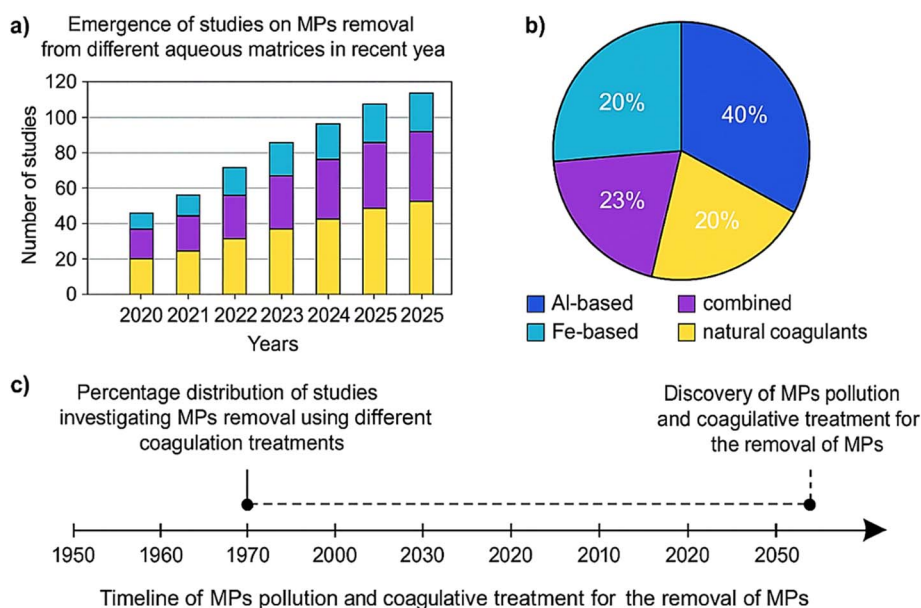 a)
Emergence of studies on MPs removal
from different aqueous matrices in recent yea
Number of studies
120
100
80
60
40
20
0
2020 2021 2022 2023 2024 2025 2025
Years
b)
40%
20%
23%
20%
Al-based
combined
Fe-based
natural coagulants
c)
Percentage distribution of studies
investigating MPs removal using different
coagulation treatments
Discovery of MPs pollution
and coagulative treatment for
the removal of MPs
1950 1960 1970 2000 2030 2020 2010 2020 2050
Timeline of MPs pollution and coagulative treatment for the removal of MPs